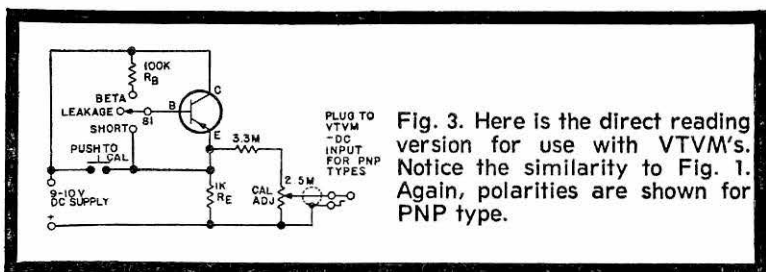 100K
RB
BETA
LEAKAGE
SHORT
S1
B
C
E
PUSH TO
CAL
9-10V
DC SUPPLY
+
3.3M
1K
RE
2.5M
CAL
ADJ
PLUG TO
VTVM
-DC
INPUT
FOR PNP
TYPES
Fig. 3. Here is the direct reading
version for use with VTVM's.
Notice the similarity to Fig. 1.
Again, polarities are shown for
PNP type.